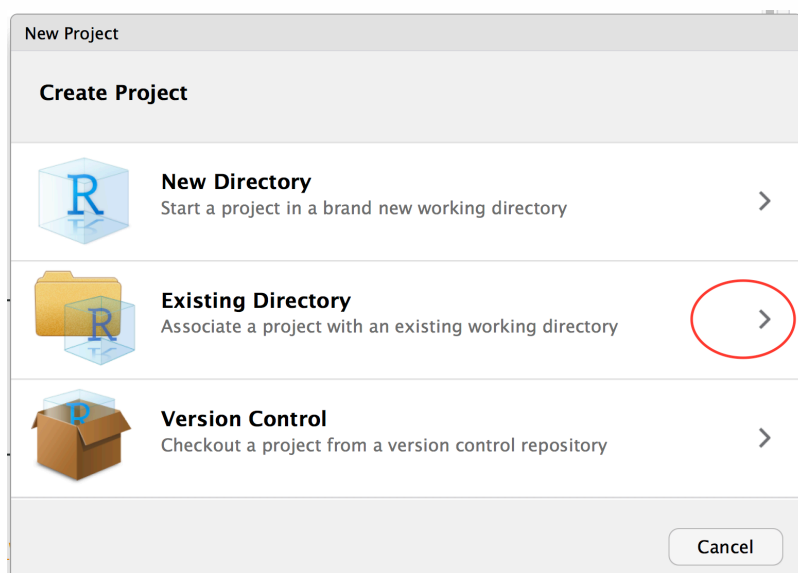 New Project
Create Project
New Directory
Start a project in a brand new working directory
Existing Directory
Associate a project with an existing working directory
Version Control
Checkout a project from a version control repository
Cancel